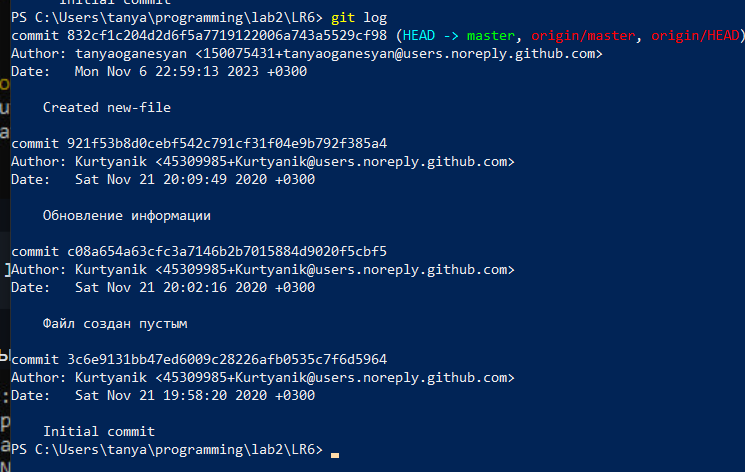 Initial commit
PS C:\Users\tanya\programming\lab2\LR6> git log
commit 832cf1c204d2d6f5a7719122006a743a5529cf98 (HEAD -> master, origin/master, origin/HEAD)
Author: tanyaoganesyan <150075431+tanyaoganesyan@users.noreply.github.com>
Date:   Mon Nov 6 22:59:13 2023 +0300
Created new-file
commit 921f53b8d0cebf542c791cf31f04e9b792f385a4
Author: Kurtyanik <45309985+Kurtyanik@users.noreply.github.com>
Date:   Sat Nov 21 20:09:49 2020 +0300
Обновление информации
commit c08a654a63cfc3a7146b2b7015884d9020f5cbf5
Author: Kurtyanik <45309985+Kurtyanik@users.noreply.github.com>
Date:   Sat Nov 21 20:02:16 2020 +0300
Файл создан пустым
commit 3c6e9131bb47ed6009c28226afb0535c7f6d5964
Author: Kurtyanik <45309985+Kurtyanik@users.noreply.github.com>
Date:   Sat Nov 21 19:58:20 2020 +0300
Initial commit
PS C:\Users\tanya\programming\lab2\LR6>